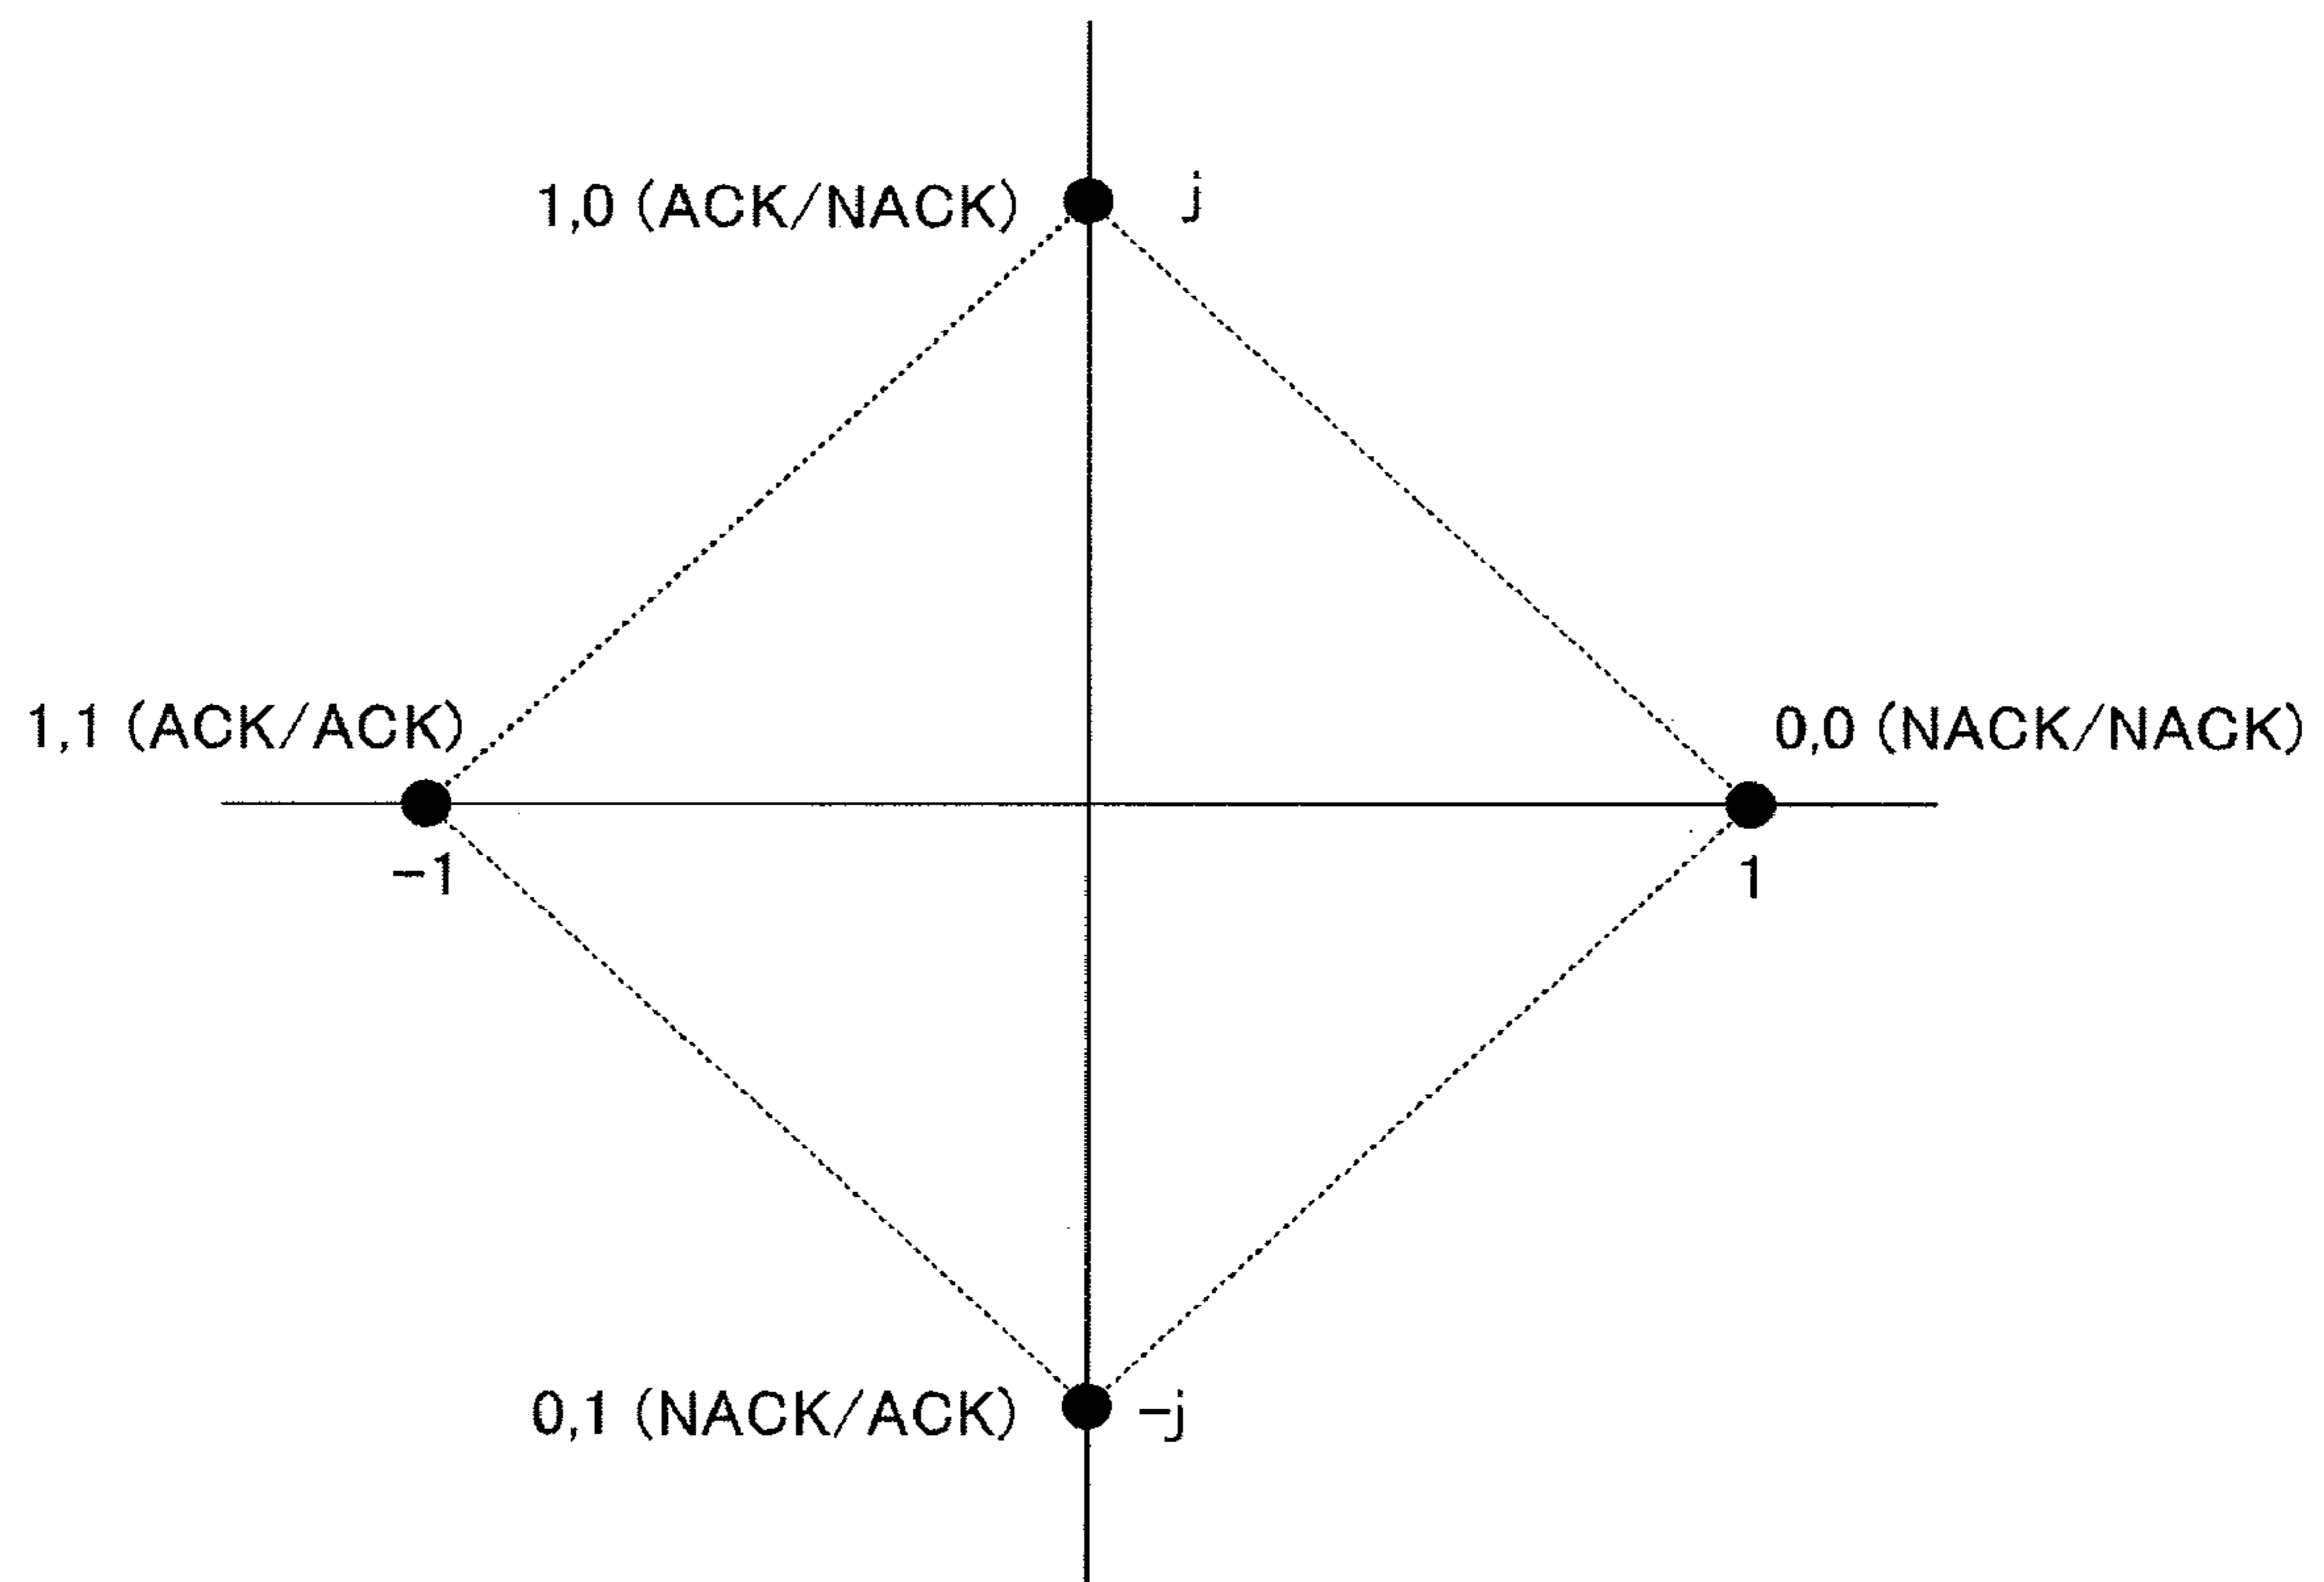 1,0 (ACK/NACK)
j
1,1 (ACK/ACK)
0,0 (NACK/NACK)
-1
1
0,1 (NACK/ACK)
-j